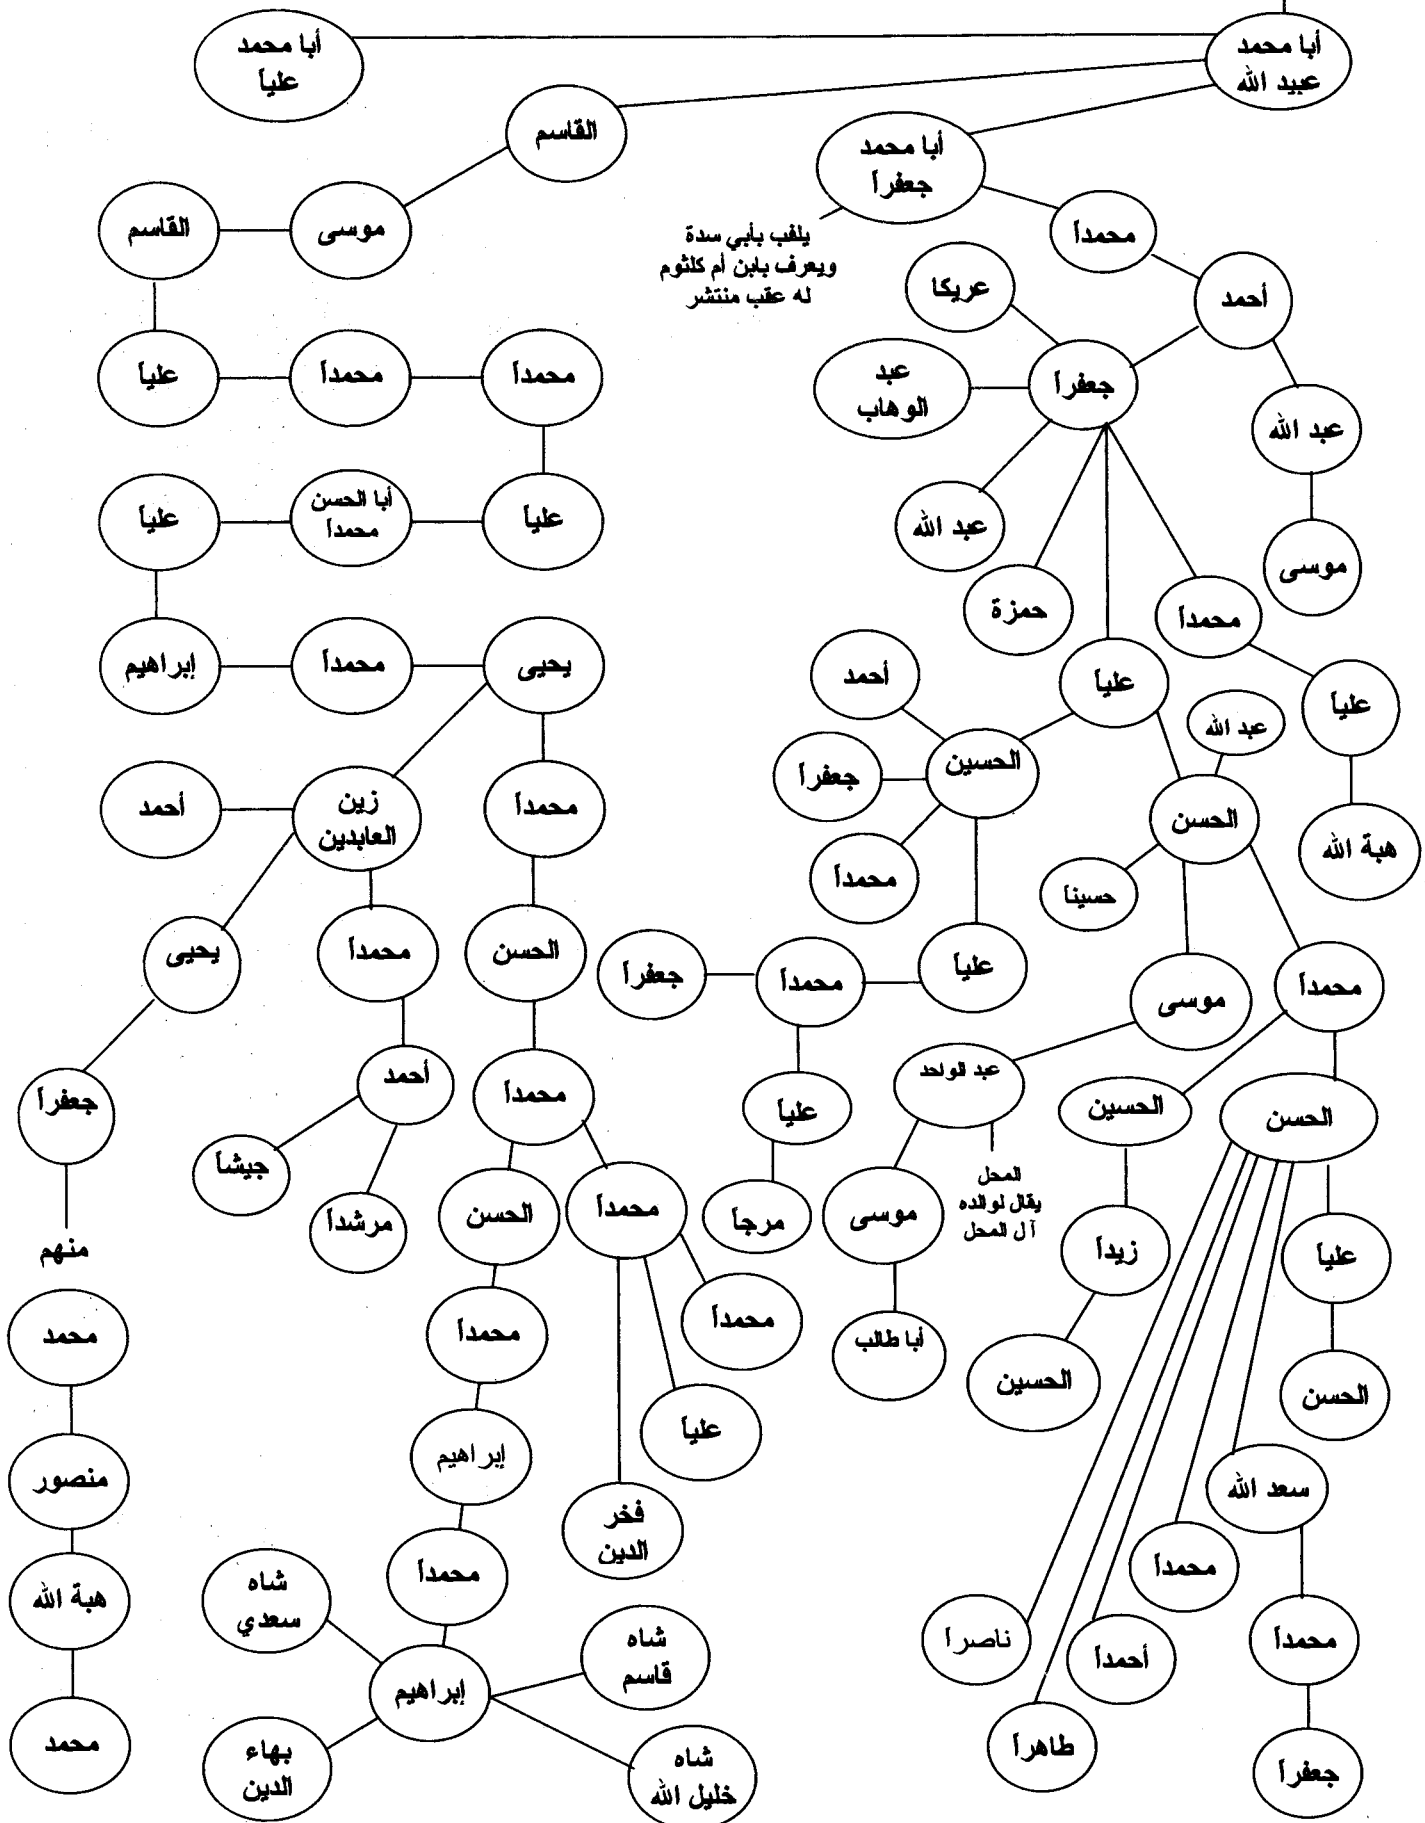 أبا محمد
عبيد الله
أبا محمد
علياً
القاسم
أبا محمد
جعفراً
يلقب بأبي سدة
ويعرف بابن أم كلثوم
له عقب منتشر
محمداً
أحمد
موسى
القاسم
عريكا
جعفراً
عبد
الوهاب
عبد الله
موسى
محمداً
محمداً
علياً
علياً
أبا الحسن
محمداً
علياً
عبد الله
حمزة
محمداً
علياً
علياً
هبة الله
يحيى
محمداً
إبراهيم
أحمد
الحسين
جعفراً
محمداً
عبد الله
الحسن
حسينا
محمداً
زين
العابدين
أحمد
علياً
محمداً
جعفراً
موسى
محمداً
الحسن
محمداً
يحيى
عبد الواحد
المحل
يقال لوالده
آل المحل
الحسين
الحسن
علياً
مرجاً
موسى
أبا طالب
زيداً
الحسين
علياً
الحسن
محمداً
أحمد
جعفراً
جيشاً
مرشداً
منهم
الحسن
محمداً
محمداً
علياً
فخر
الدين
محمداً
إبراهيم
محمداً
إبراهيم
شاه
سعدي
بهاء
الدين
شاه
قاسم
شاه
خليل الله
محمد
منصور
هبة الله
محمد
سعد الله
محمداً
جعفراً
محمداً
أحمداً
طاهراً
ناصراً